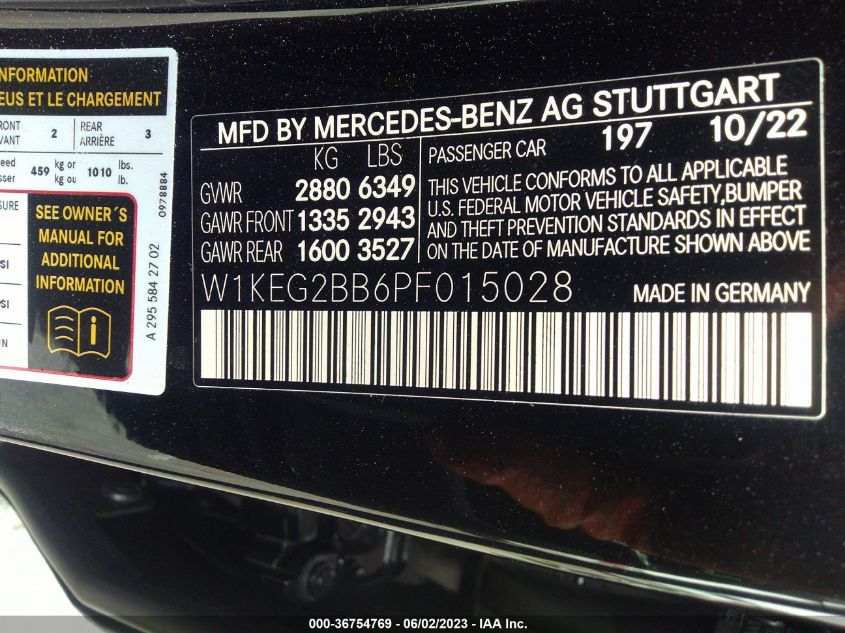 NFORMATION
EUS ET LE CHARGEMENT
RONT 2 REAR 3
VANT ARRIÈRE
eed 459 kg or 1010 lbs.
sser kg ou lb.
SURE
SEE OWNER´S
MANUAL FOR
ADDITIONAL
INFORMATION
SI
SI
UN
A 295 584 27 02
0978884
MFD BY MERCEDES-BENZ AG STUTTGART
KG LBS
GVWR 2880 6349
GAWR FRONT 1335 2943
GAWR REAR 1600 3527
PASSENGER CAR 197 10/22
THIS VEHICLE CONFORMS TO ALL APPLICABLE
U.S. FEDERAL MOTOR VEHICLE SAFETY,BUMPER
AND THEFT PREVENTION STANDARDS IN EFFECT
ON THE DATE OF MANUFACTURE SHOWN ABOVE
W1KEG2BB6PF015028 MADE IN GERMANY
000-36754769 - 06/02/2023 - IAA Inc.